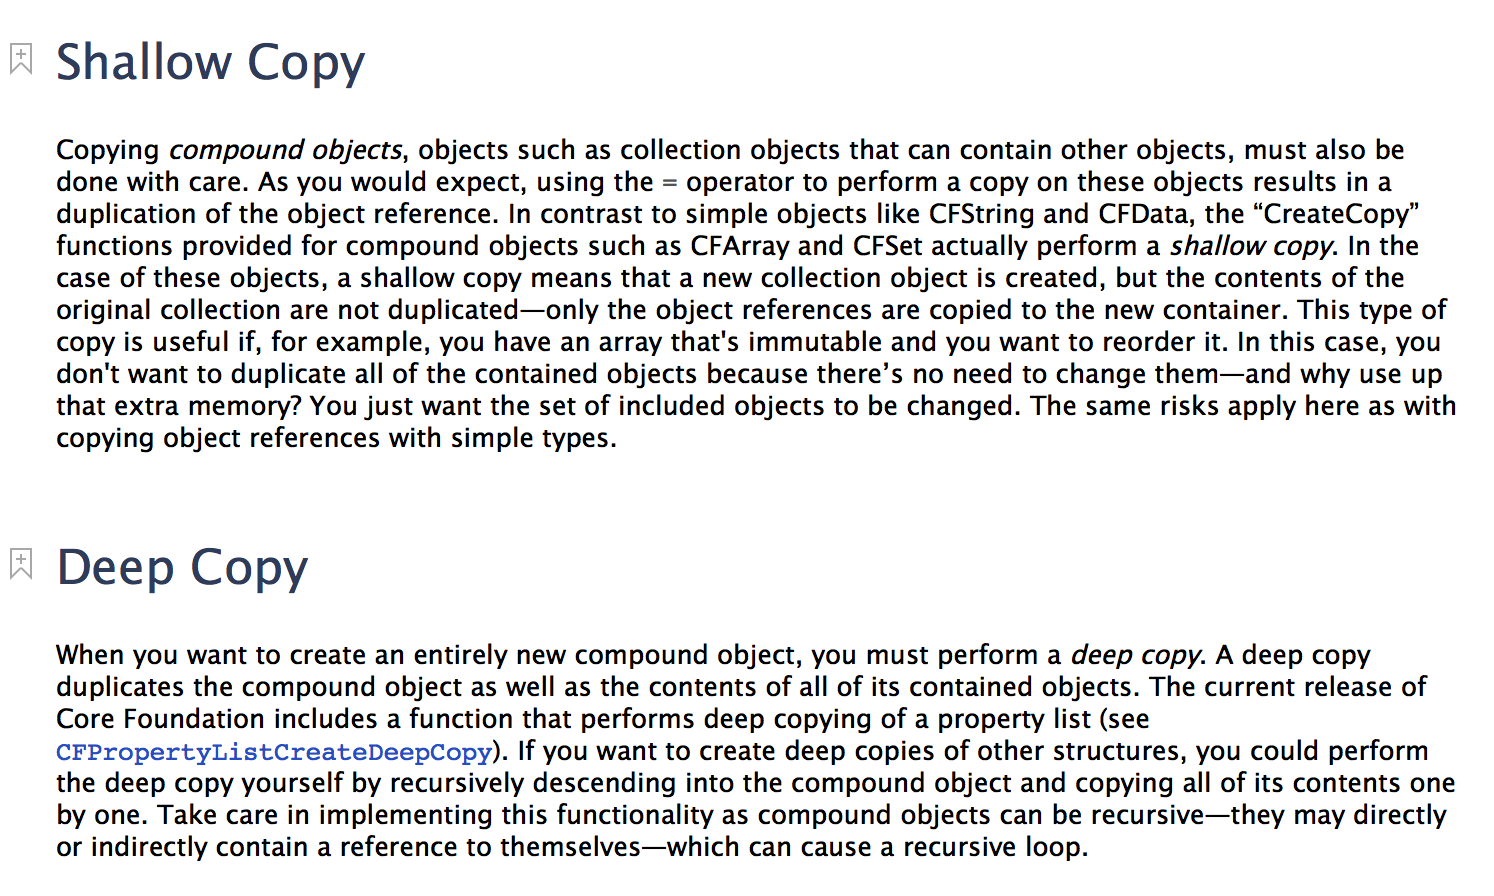 Shallow Copy
Copying compound objects, objects such as collection objects that can contain other objects, must also be
done with care. As you would expect, using the = operator to perform a copy on these objects results in a
duplication of the object reference. In contrast to simple objects like CFString and CFData, the “CreateCopy”
functions provided for compound objects such as CFArray and CFSet actually perform a shallow copy. In the
case of these objects, a shallow copy means that a new collection object is created, but the contents of the
original collection are not duplicated—only the object references are copied to the new container. This type of
copy is useful if, for example, you have an array that's immutable and you want to reorder it. In this case, you
don't want to duplicate all of the contained objects because there’s no need to change them—and why use up
that extra memory? You just want the set of included objects to be changed. The same risks apply here as with
copying object references with simple types.
Deep Copy
When you want to create an entirely new compound object, you must perform a deep copy. A deep copy
duplicates the compound object as well as the contents of all of its contained objects. The current release of
Core Foundation includes a function that performs deep copying of a property list (see
CFPropertyListCreateDeepCopy). If you want to create deep copies of other structures, you could perform
the deep copy yourself by recursively descending into the compound object and copying all of its contents one
by one. Take care in implementing this functionality as compound objects can be recursive—they may directly
or indirectly contain a reference to themselves—which can cause a recursive loop.